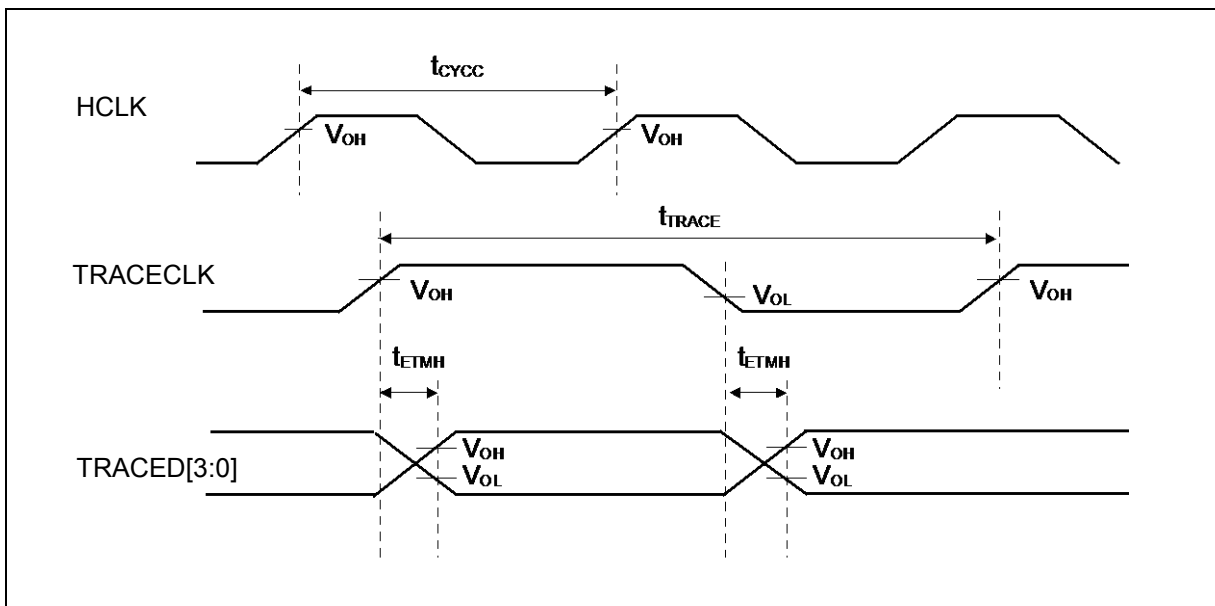 tCYCC
HCLK
VOH VOH
tTRACE
TRACECLK
VOH VOL VOH
tETMH tETMH
TRACED[3:0]
VOH VOH
VOL VOL